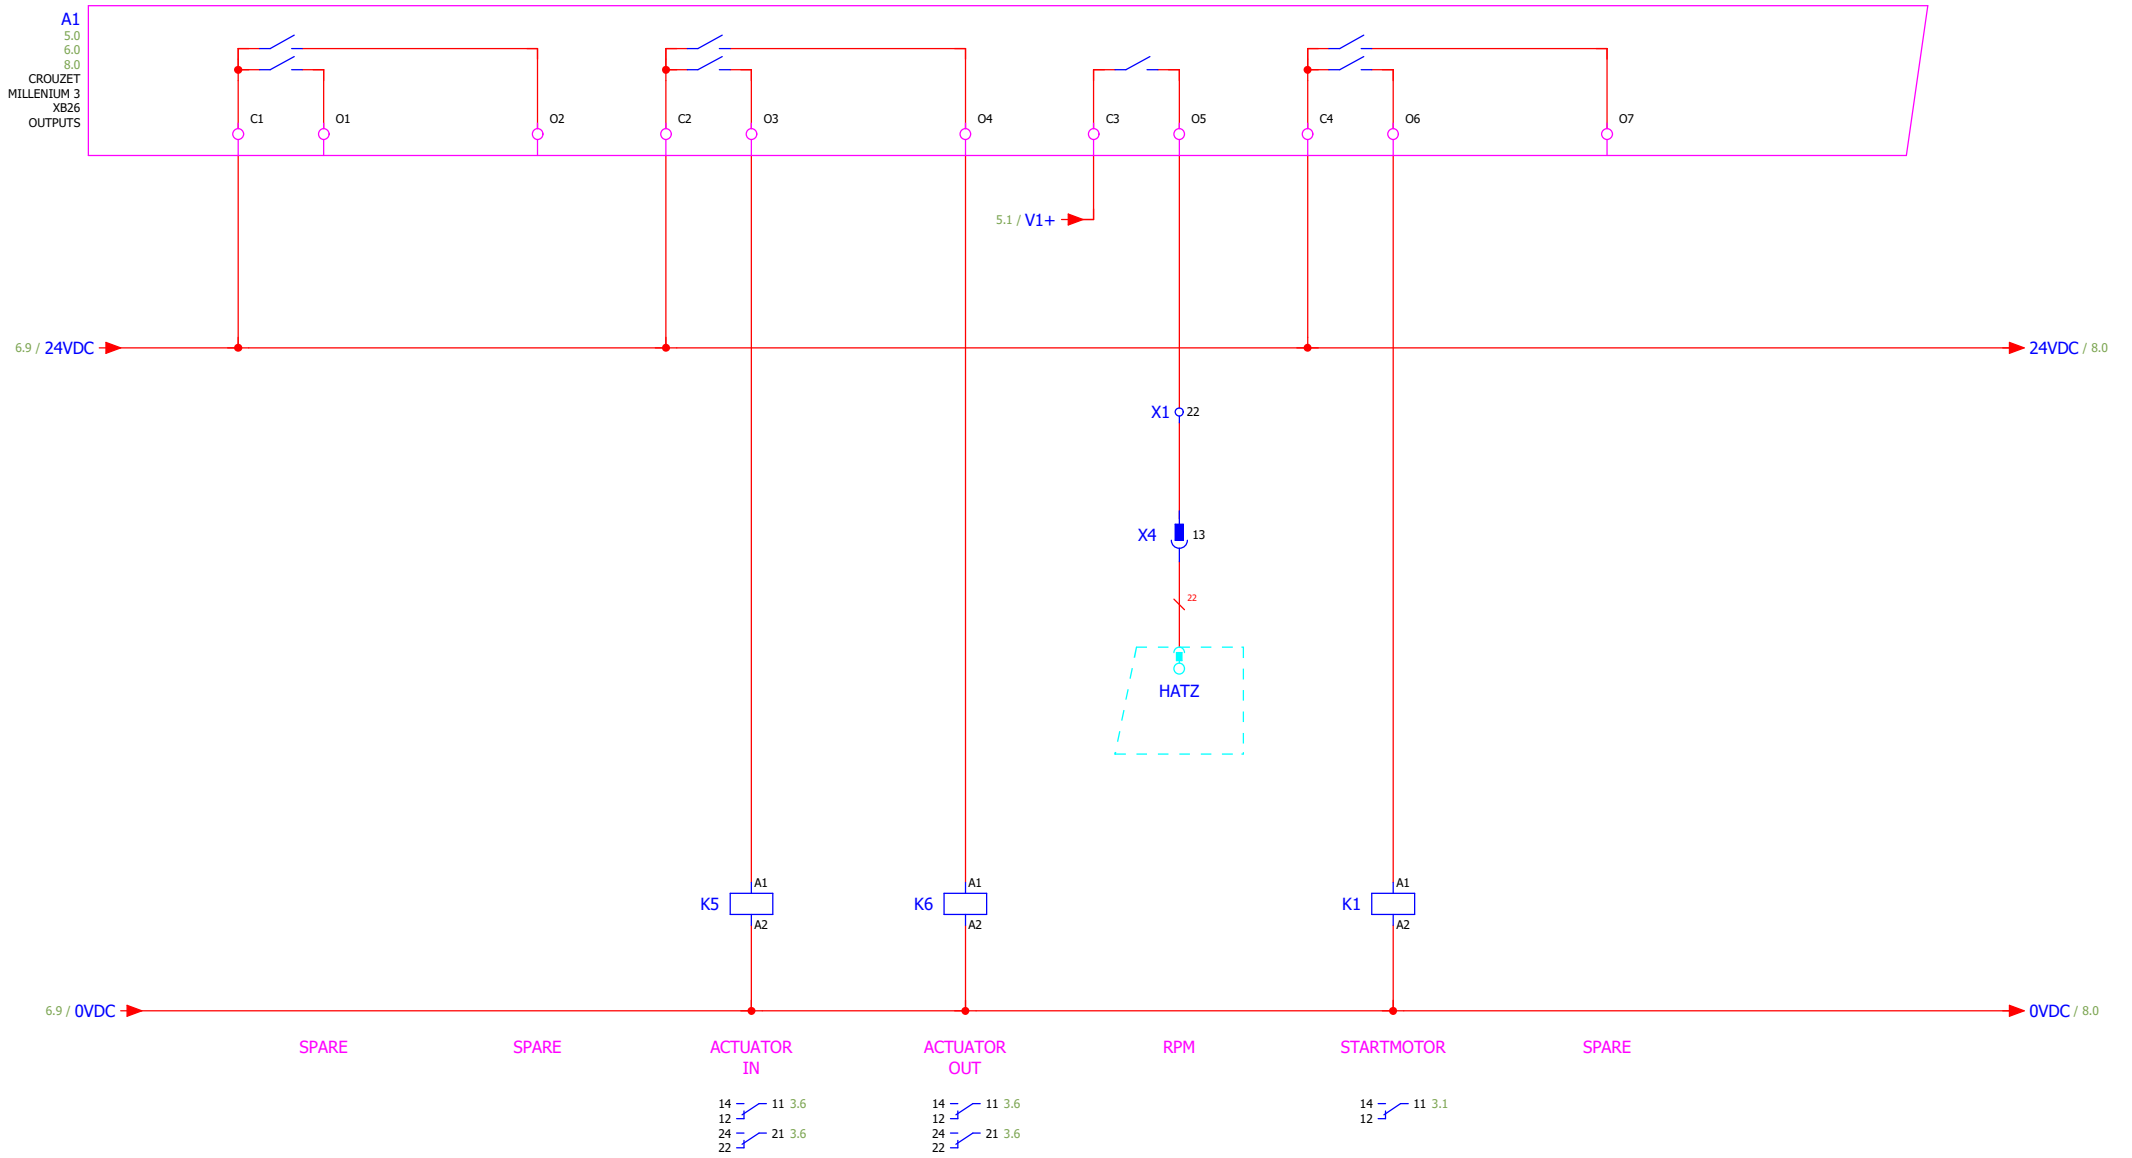 A1
5.0
6.0
8.0
CROUZET
MILLENIUM 3
XB26
OUTPUTS
C1 O1 O2 C2 O3 O4 C3 O5 C4 O6 O7
5.1 / V1+
6.9 / 24VDC 24VDC / 8.0
X1 22
X4 13
22
HATZ
K5 A1 A2
K6 A1 A2
K1 A1 A2
6.9 / 0VDC 0VDC / 8.0
SPARE SPARE ACTUATOR ACTUATOR RPM STARTMOTOR SPARE
IN OUT
14 11 3.6 14 11 3.6 14 11 3.1
12 12 12
24 21 3.6 24 21 3.6
22 22